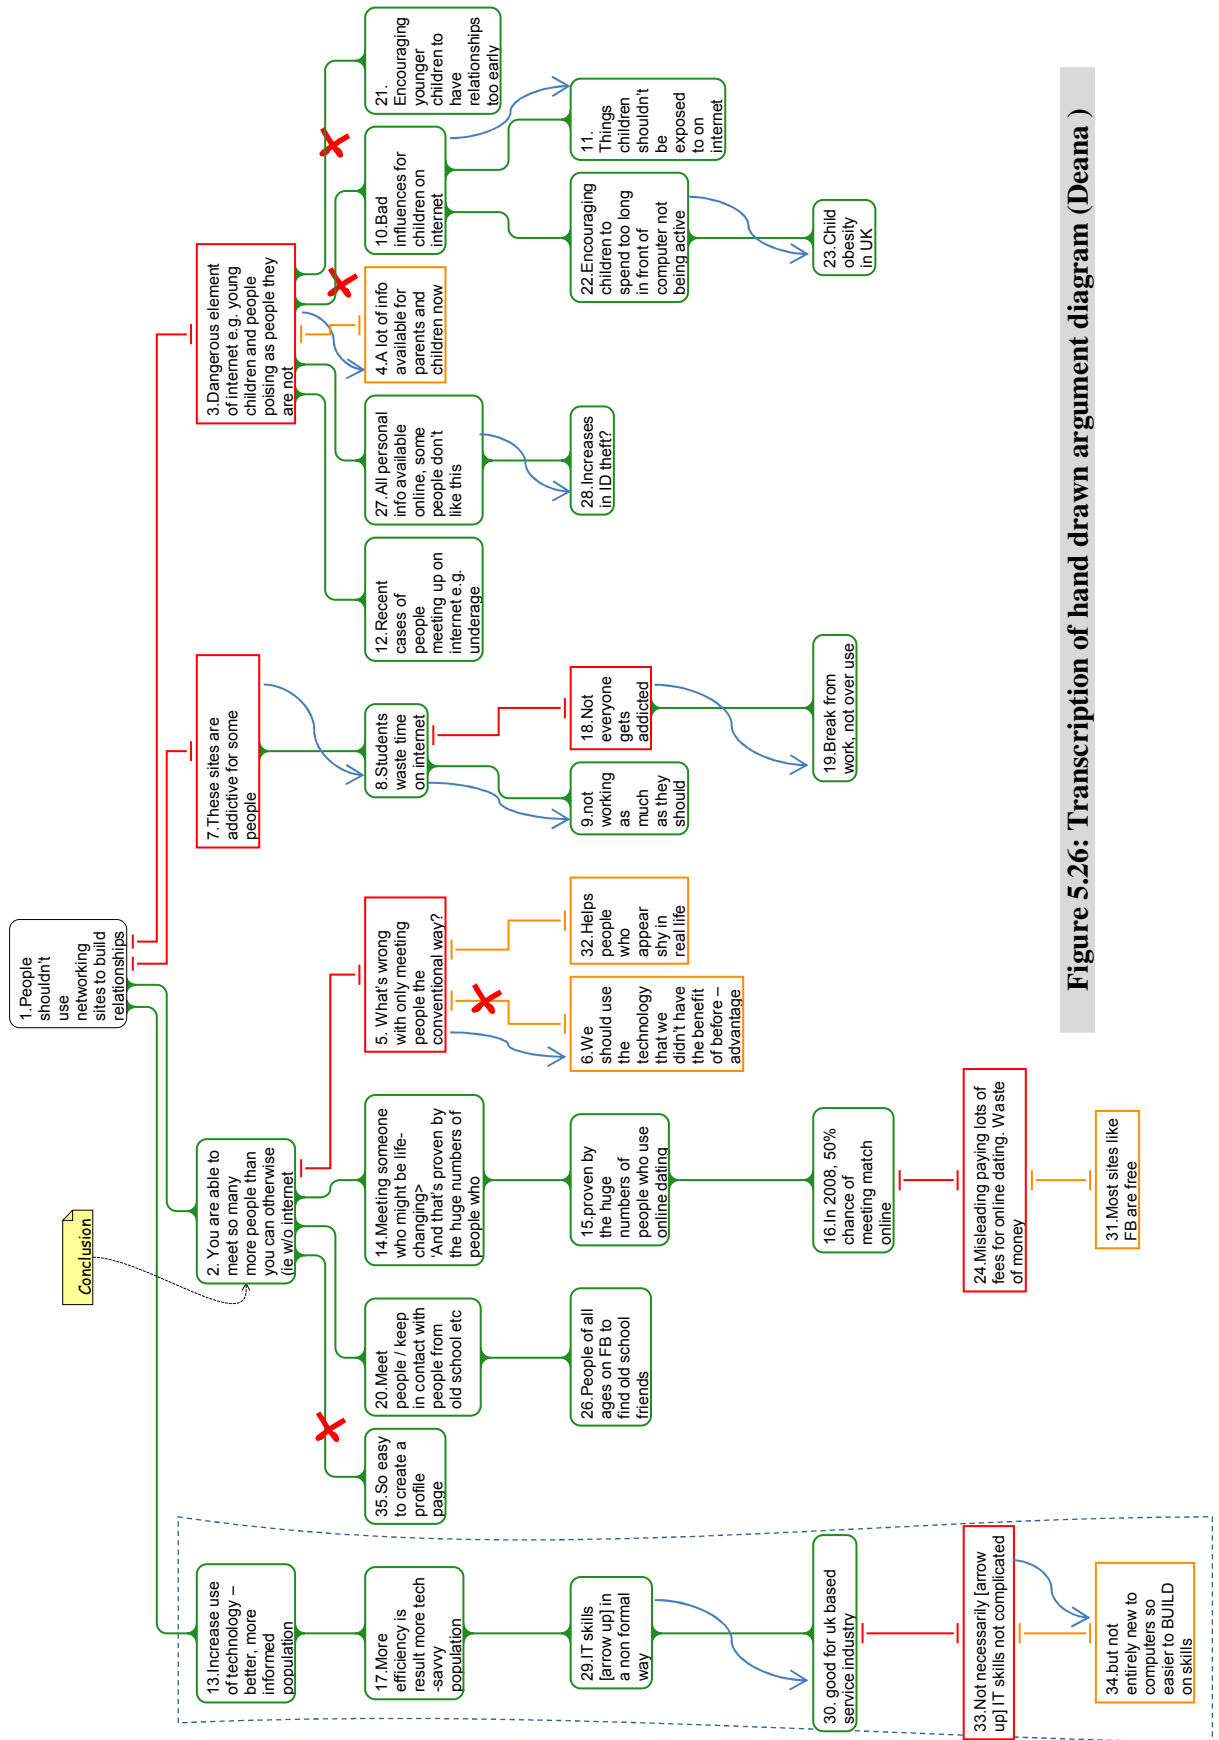 1.People
shouldn't
use
networking
sites to build
relationships
Conclusion
13.Increase use
of technology –
better, more
informed
population
2. You are able to
meet so many
more people than
you can otherwise
(ie w/o internet
7.These sites are
addictive for some
people
3.Dangerous element
of internet e.g. young
children and people
poising as people they
are not
17.More
efficiency is
result more tech
-savvy
population
35.So easy
to create a
profile
page
20.Meet
people / keep
in contact with
people from
old school etc
14.Meeting someone
who might be life-
changing>
'And that's proven by
the huge numbers of
people who
5. What's wrong
with only meeting
people the
conventional way?
8.Students
waste time
on internet
12.Recent
cases of
people
meeting up on
internet e.g.
underage
27.All personal
info available
online, some
people don't
like this
4.A lot of info
available for
parents and
children now
10.Bad
influences for
children on
internet
21.
Encouraging
younger
children to
have
relationships
too early
29.IT skills
[arrow up] in
a non formal
way
26.People of all
ages on FB to
find old school
friends
15.proven by
the huge
numbers of
people who use
online dating
6.We
should use
the
technology
that we
didn't have
the benefit
of before –
advantage
32.Helps
people
who
appear
shy in
real life
9.not
working
as
much
as they
should
18.Not
everyone
gets
addicted
28.Increases
in ID theft?
22.Encouraging
children to
spend too long
in front of
computer not
being active
11.
Things
children
shouldn't
be
exposed
to on
internet
30. good for uk based
service industry
16.In 2008, 50%
chance of
meeting match
online
19.Break from
work, not over use
23.Child
obesity
in UK
33.Not necessarily [arrow
up] IT skills not complicated
24.Misleading paying lots of
fees for online dating. Waste
of money
34.but not
entirely new to
computers so
easier to BUILD
on skills
31.Most sites like
FB are free
Figure 5.26: Transcription of hand drawn argument diagram (Deana )